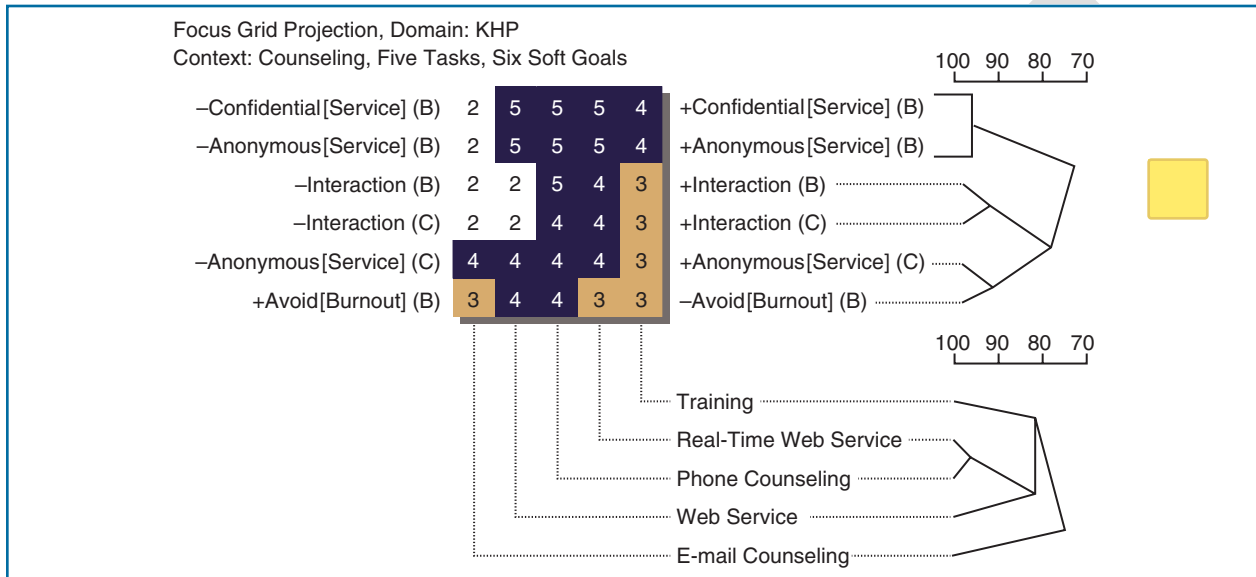 Focus Grid Projection, Domain: KHP
Context: Counseling, Five Tasks, Six Soft Goals
100 90 80 70
–Confidential[Service] (B) 2 5 5 5 4 +Confidential[Service] (B)
–Anonymous[Service] (B) 2 5 5 5 4 +Anonymous[Service] (B)
–Interaction (B) 2 2 5 4 3 +Interaction (B)
–Interaction (C) 2 2 4 4 3 +Interaction (C)
–Anonymous[Service] (C) 4 4 4 4 3 +Anonymous[Service] (C)
+Avoid[Burnout] (B) 3 4 4 3 3 –Avoid[Burnout] (B)
100 90 80 70
Training
Real-Time Web Service
Phone Counseling
Web Service
E-mail Counseling